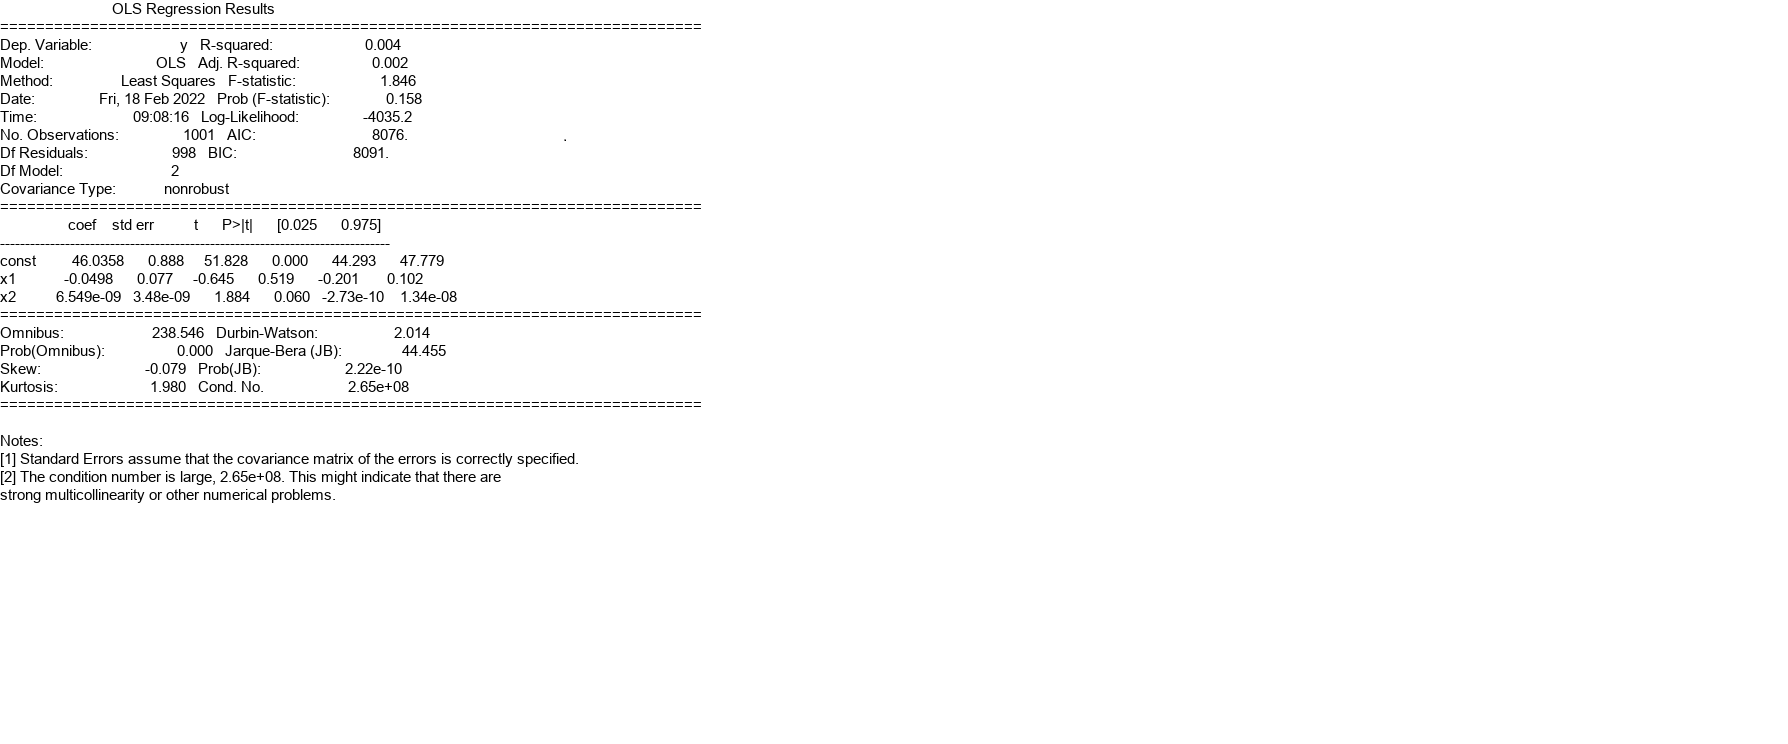 OLS Regression Results
==============================================================================
Dep. Variable: y R-squared: 0.004
Model: OLS Adj. R-squared: 0.002
Method: Least Squares F-statistic: 1.846
Date: Fri, 18 Feb 2022 Prob (F-statistic): 0.158
Time: 09:08:16 Log-Likelihood: -4035.2
No. Observations: 1001 AIC: 8076. .
Df Residuals: 998 BIC: 8091.
Df Model: 2
Covariance Type: nonrobust
==============================================================================
coef std err t P>|t| [0.025 0.975]
------------------------------------------------------------------------------
const 46.0358 0.888 51.828 0.000 44.293 47.779
x1 -0.0498 0.077 -0.645 0.519 -0.201 0.102
x2 6.549e-09 3.48e-09 1.884 0.060 -2.73e-10 1.34e-08
==============================================================================
Omnibus: 238.546 Durbin-Watson: 2.014
Prob(Omnibus): 0.000 Jarque-Bera (JB): 44.455
Skew: -0.079 Prob(JB): 2.22e-10
Kurtosis: 1.980 Cond. No. 2.65e+08
==============================================================================
Notes:
[1] Standard Errors assume that the covariance matrix of the errors is correctly specified.
[2] The condition number is large, 2.65e+08. This might indicate that there are
strong multicollinearity or other numerical problems.